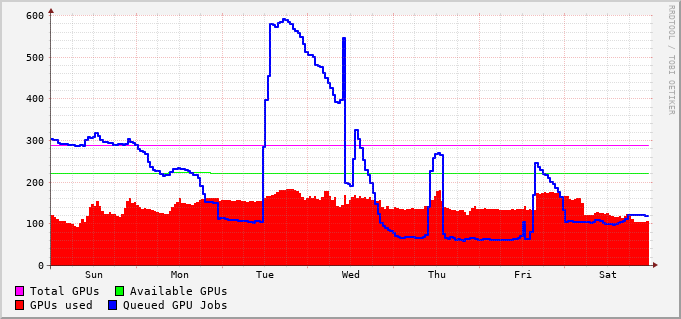 600
500
400
300
200
100
0
Sun Mon Tue Wed Thu Fri Sat
Total GPUs Available GPUs
GPUs used Queued GPU Jobs
RRDTOOL / TOBI OETIKER